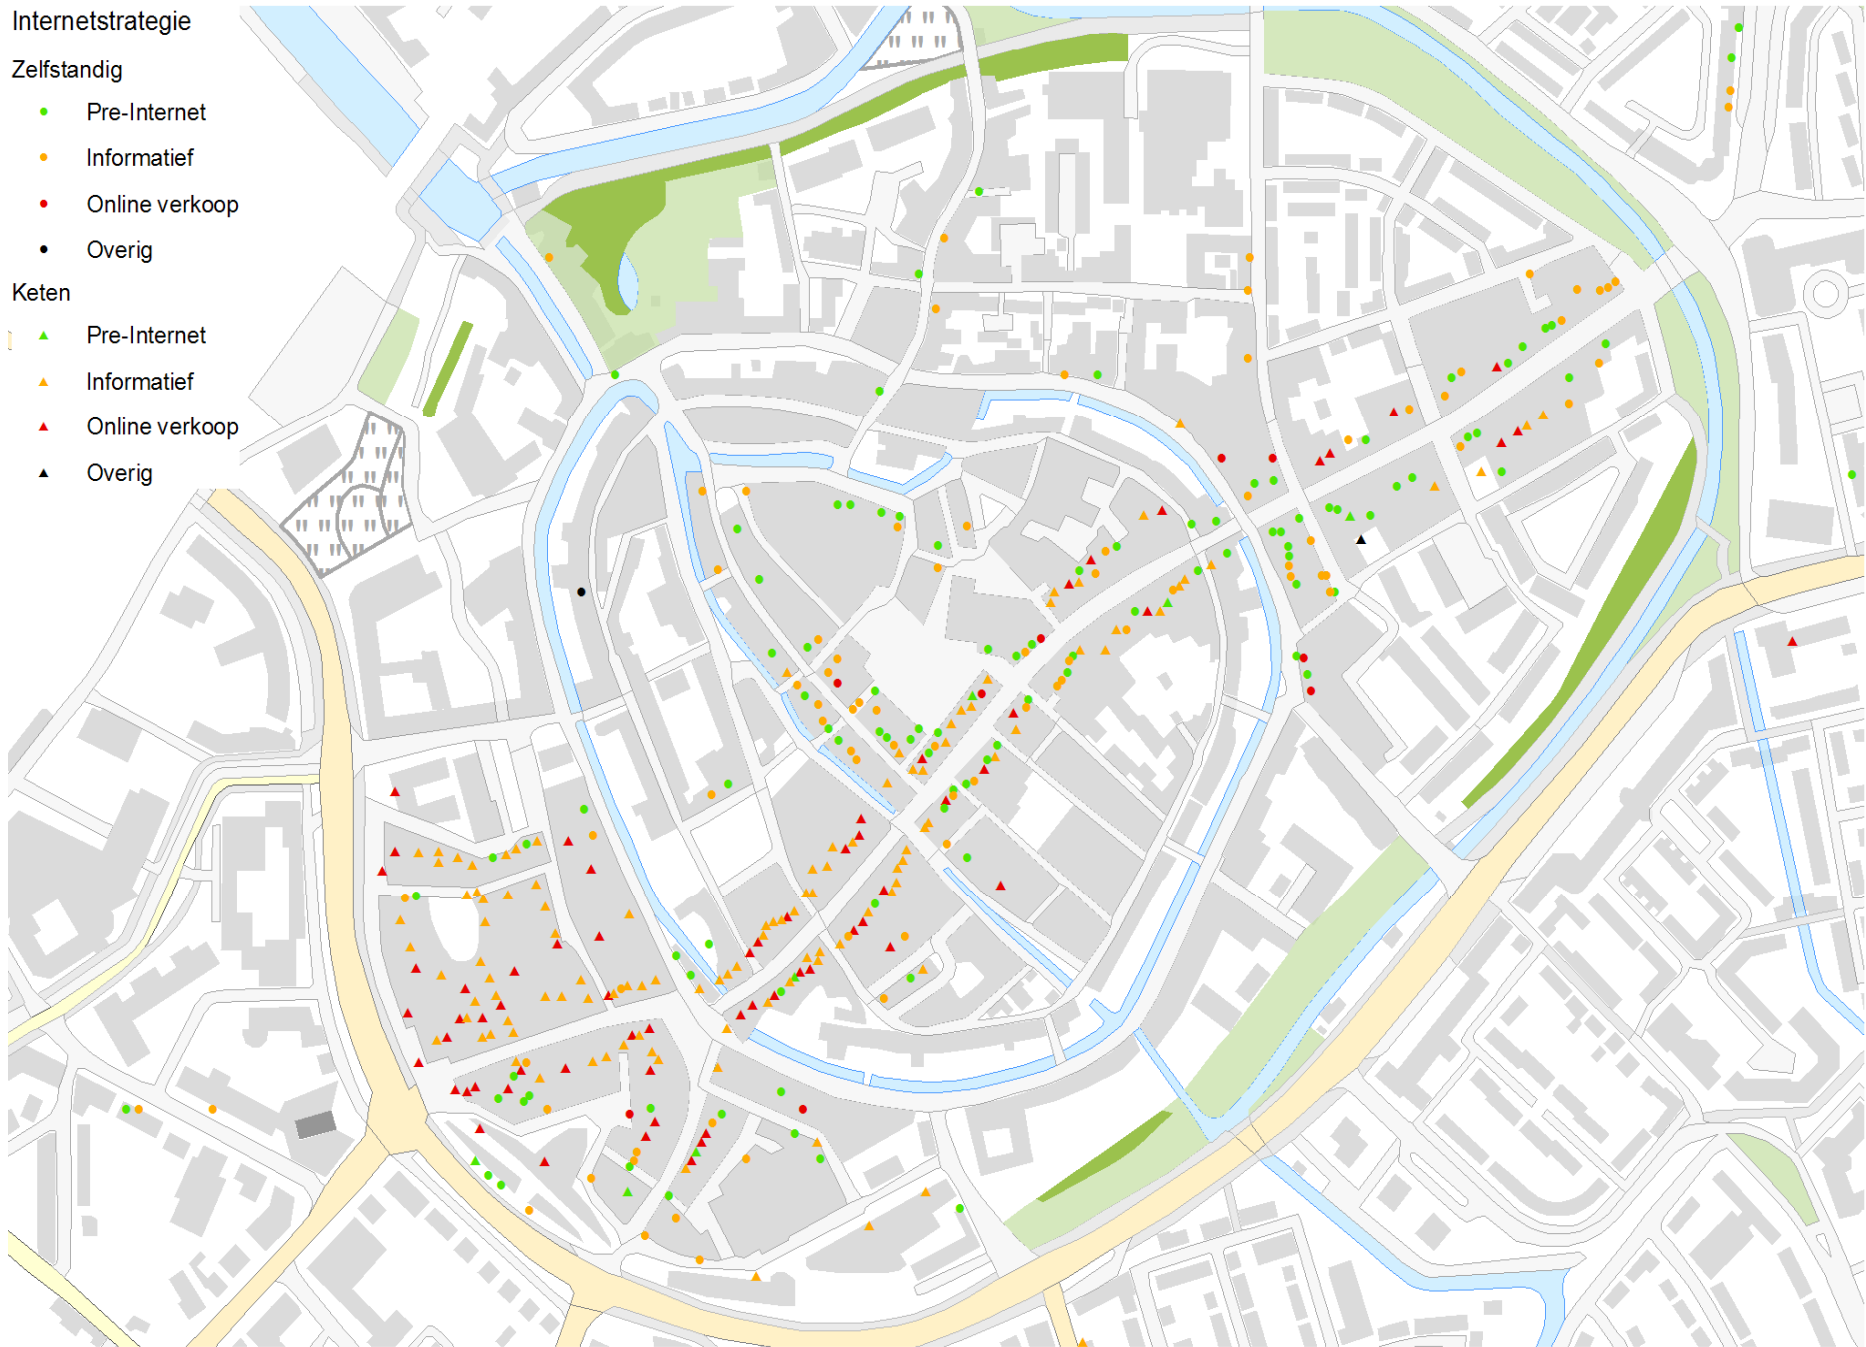 Internetstrategie
Zelfstandig
Pre-Internet
Informatief
Online verkoop
Overig
Keten
Pre-Internet
Informatief
Online verkoop
Overig